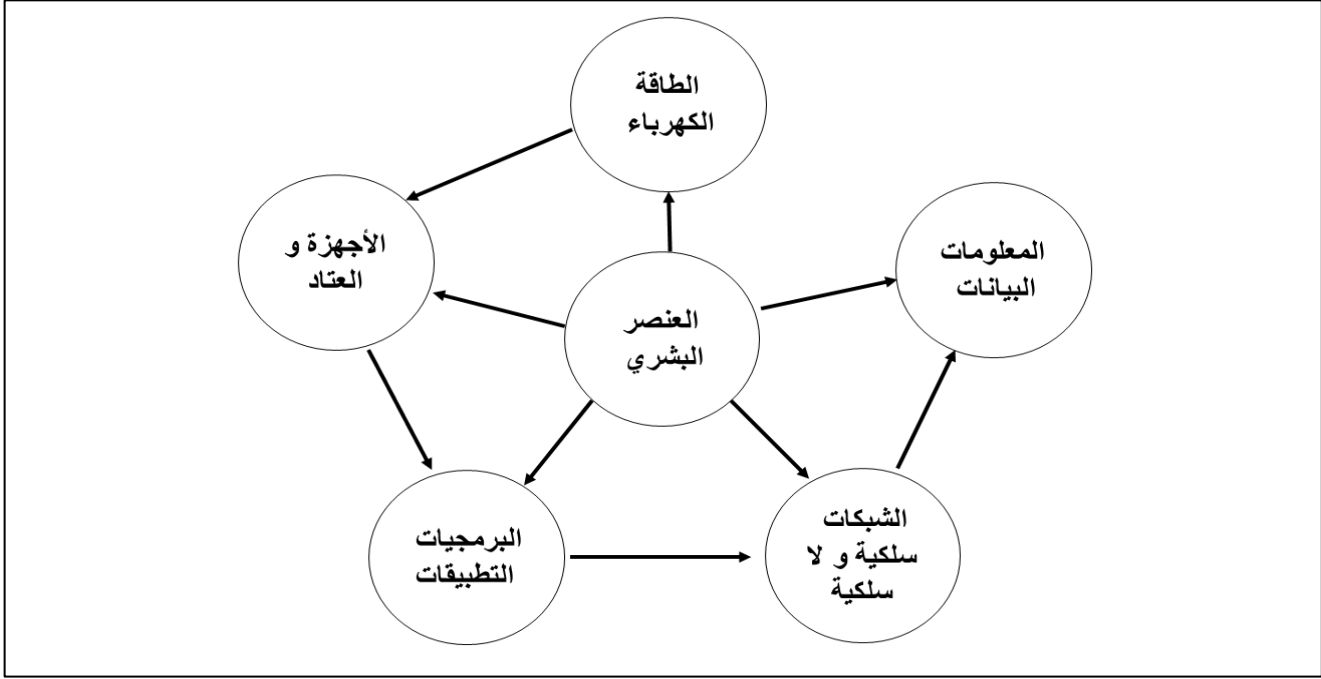 الطاقة
الكهرباء
المعلومات
البيانات
الأجهزة و
العتاد
العنصر
البشري
الشبكات
سلكية و لا
سلكية
البرمجيات
التطبيقات